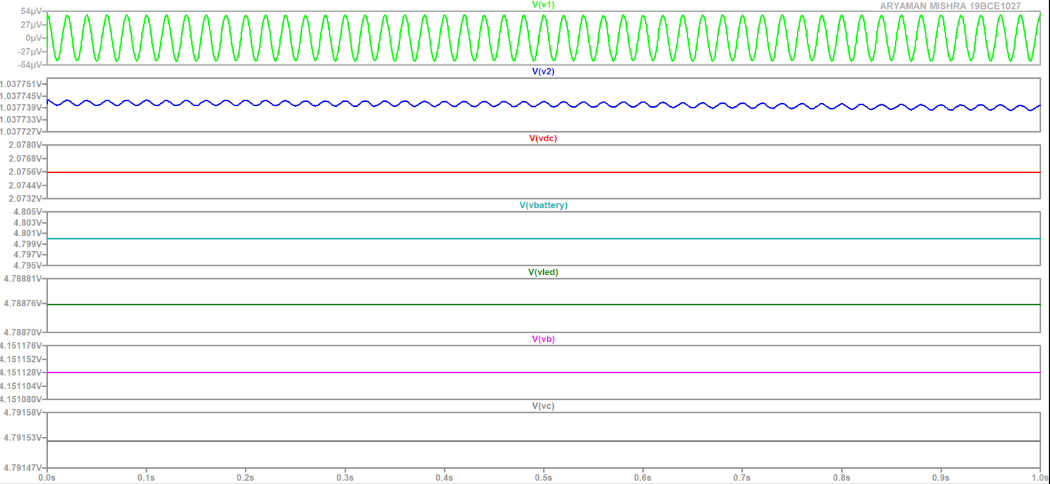 V(v1)
ARYAMAN MISHRA 19BCE1027
54µV
27µV
0µV
-27µV
-54µV
V(v2)
1.037751V
1.037745V
1.037739V
1.037733V
1.037727V
V(vdc)
2.0780V
2.0768V
2.0756V
2.0744V
2.0732V
V(vbattery)
4.805V
4.803V
4.801V
4.799V
4.797V
4.795V
V(vled)
4.78881V
4.78876V
4.78870V
V(vb)
4.151176V
4.151152V
4.151128V
4.151104V
4.151080V
V(vc)
4.79158V
4.79153V
4.79147V
0.0s 0.1s 0.2s 0.3s 0.4s 0.5s 0.6s 0.7s 0.8s 0.9s 1.0s